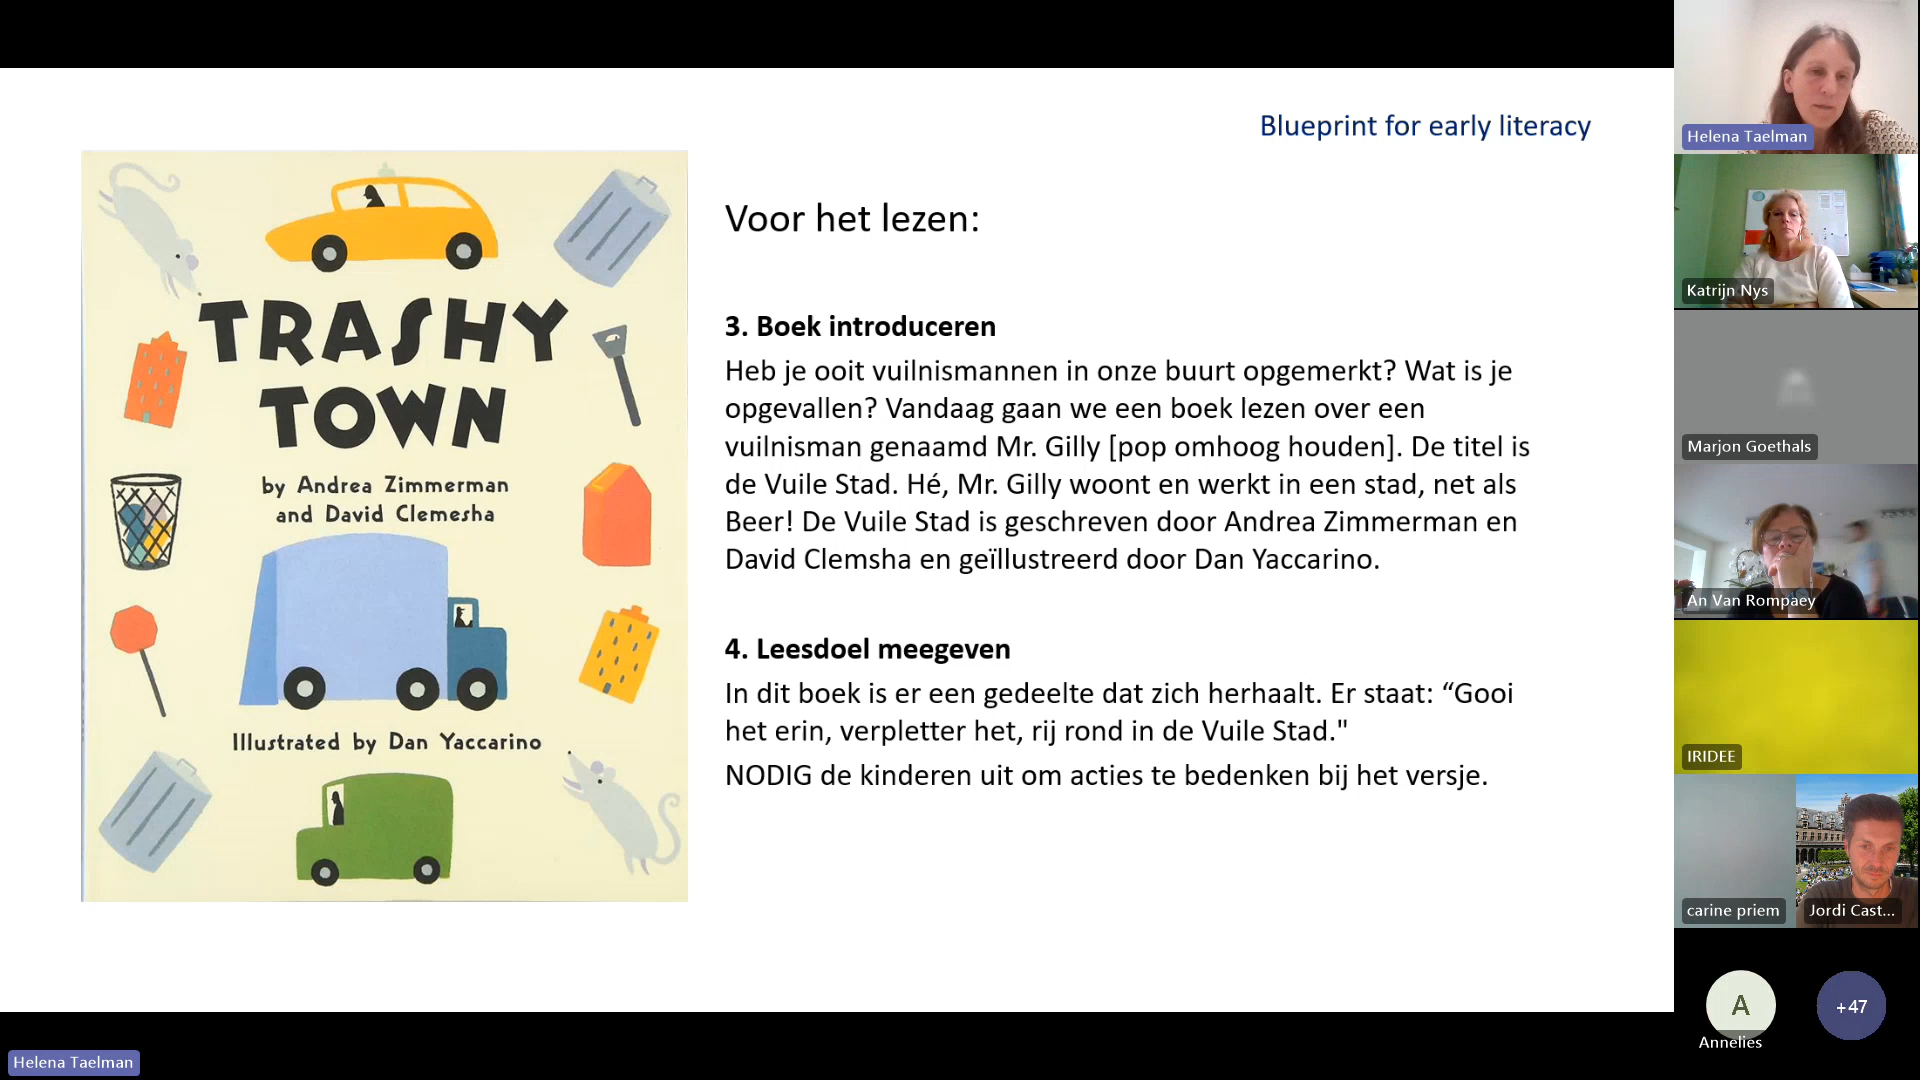 Blueprint for early literacy
TRASHY
TOWN
by Andrea Zimmerman
and David Clemesha
Illustrated by Dan Yaccarino
Voor het lezen:
3. Boek introduceren
Heb je ooit vuilnismannen in onze buurt opgemerkt? Wat is je
opgevallen? Vandaag gaan we een boek lezen over een
vuilnisman genaamd Mr. Gilly [pop omhoog houden]. De titel is
de Vuile Stad. Hé, Mr. Gilly woont en werkt in een stad, net als
Beer! De Vuile Stad is geschreven door Andrea Zimmerman en
David Clemsha en geïllustreerd door Dan Yaccarino.
4. Leesdoel meegeven
In dit boek is er een gedeelte dat zich herhaalt. Er staat: “Gooi
het erin, verpletter het, rij rond in de Vuile Stad."
NODIG de kinderen uit om acties te bedenken bij het versje.
Helena Taelman
Katrijn Nys
Marjon Goethals
An Van Rompaey
IRIDEE
carine priem
Jordi Cast...
A
Annelies
+47
Helena Taelman